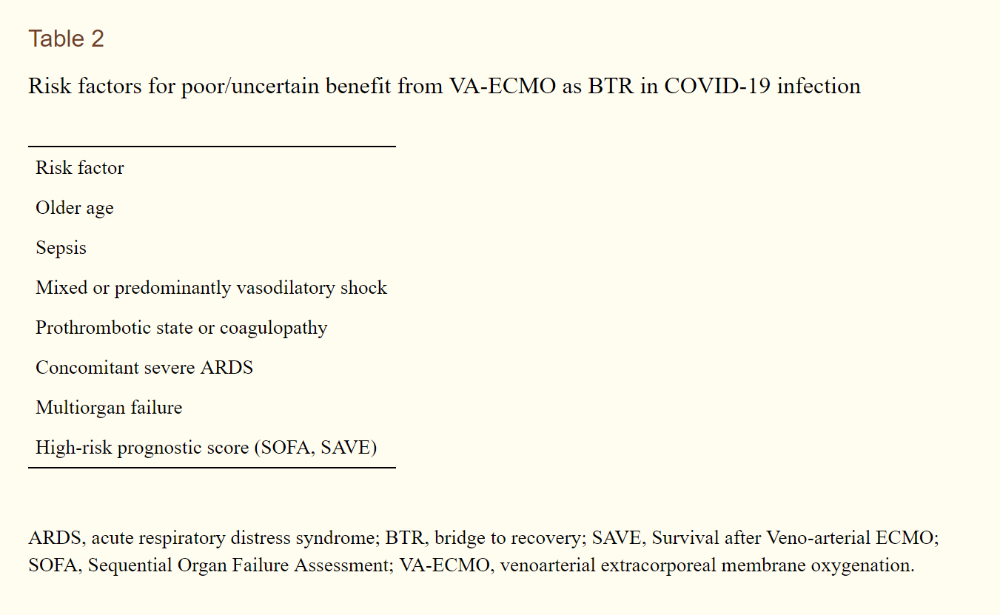 Table 2
Risk factors for poor/uncertain benefit from VA-ECMO as BTR in COVID-19 infection
Risk factor
Older age
Sepsis
Mixed or predominantly vasodilatory shock
Prothrombotic state or coagulopathy
Concomitant severe ARDS
Multiorgan failure
High-risk prognostic score (SOFA, SAVE)
ARDS, acute respiratory distress syndrome; BTR, bridge to recovery; SAVE, Survival after Veno-arterial ECMO;
SOFA, Sequential Organ Failure Assessment; VA-ECMO, venoarterial extracorporeal membrane oxygenation.